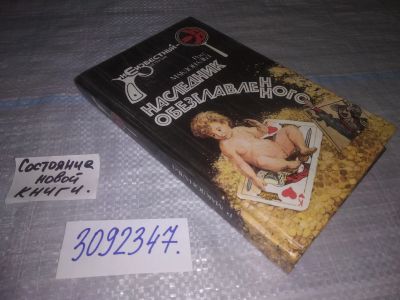 НЕИЗВЕСТНЫЙ
НАСЛЕДНИК
ОБЕЗГЛАВЛЕННОГО
Состояние
новой
книги.
3092347.